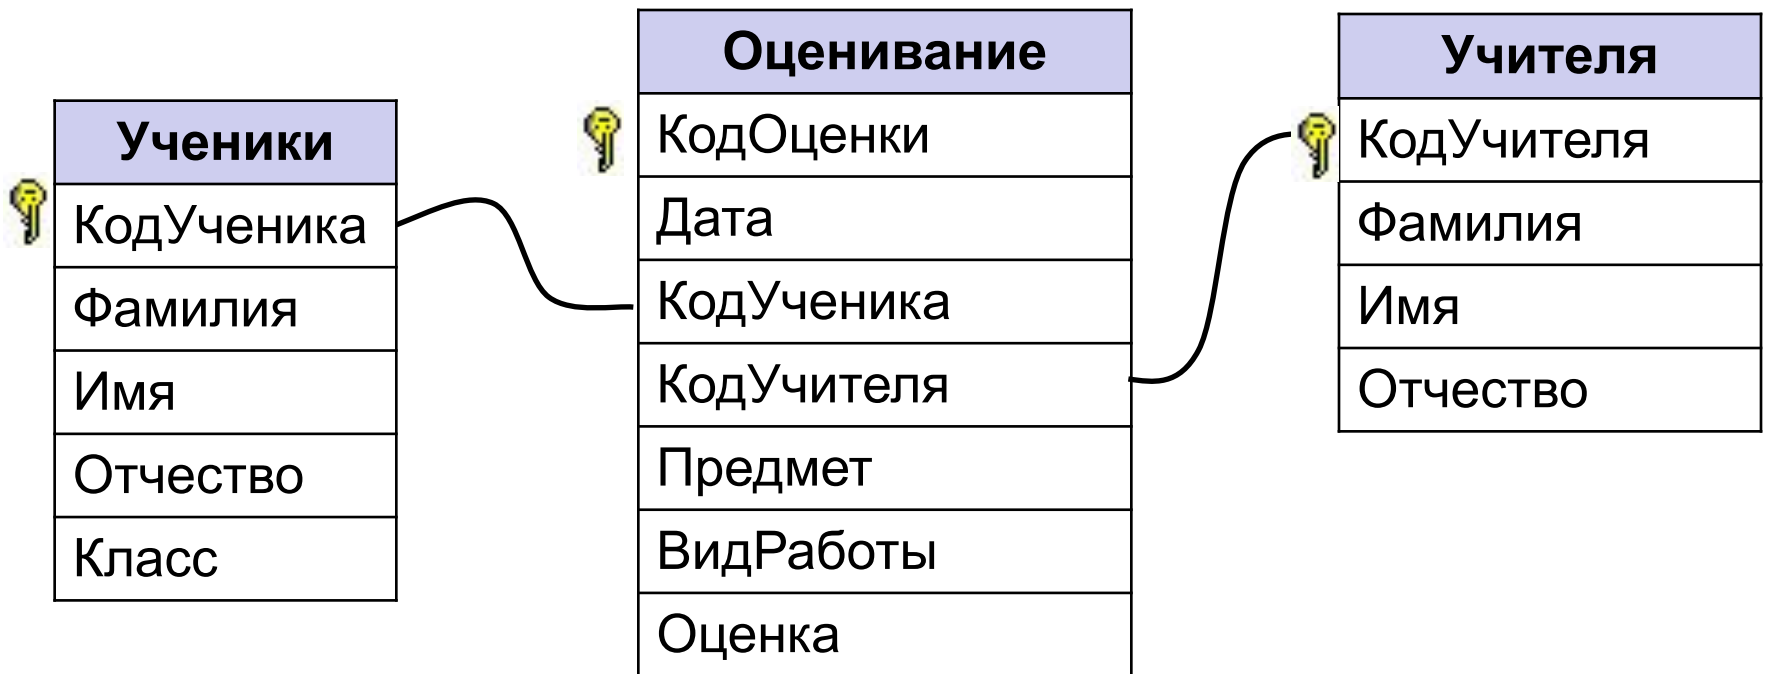 Ученики
КодУченика
Фамилия
Имя
Отчество
Класс
Оценивание
КодОценки
Дата
КодУченика
КодУчителя
Предмет
ВидРаботы
Оценка
Учителя
КодУчителя
Фамилия
Имя
Отчество